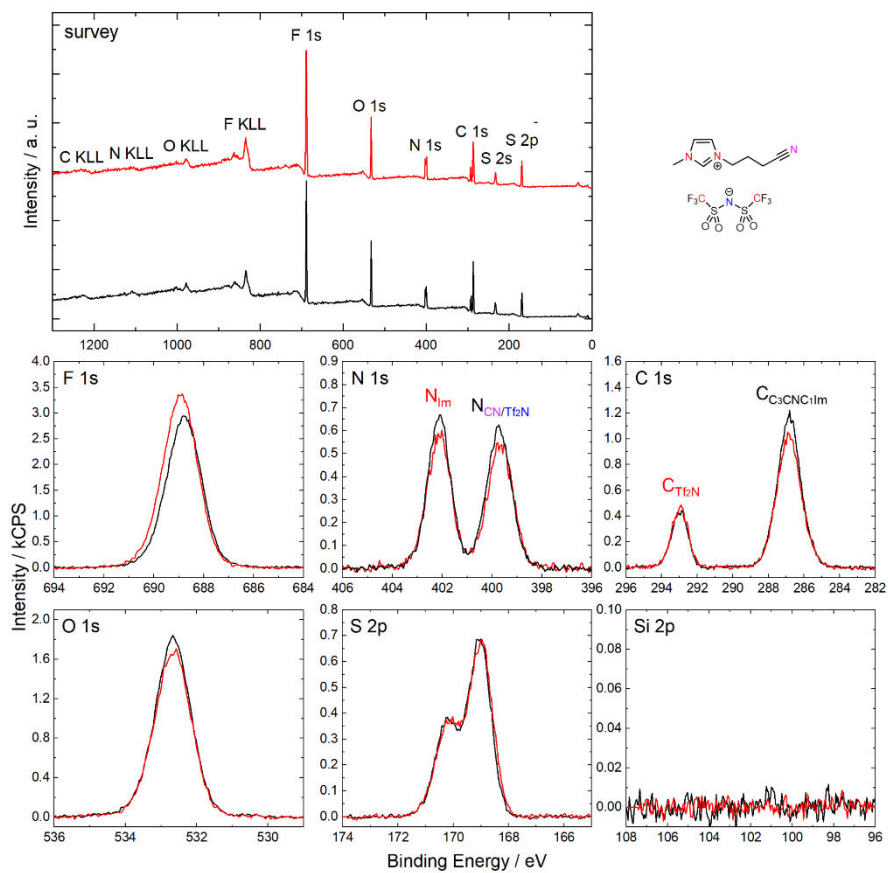 survey
F 1s
O 1s
N 1s
C 1s
S 2s
S 2p
C KLL
N KLL
O KLL
F KLL
Intensity / a. u.
1200 1000 800 600 400 200 0
N
N
⊕
N
F₃C
N
⊖
CF₃
S S
O O O O
F 1s
4.0
3.5
3.0
2.5
2.0
1.5
1.0
0.5
0.0
694 692 690 688 686 684
N 1s
N_Im
N_CN/Tf₂N
0.9
0.8
0.7
0.6
0.5
0.4
0.3
0.2
0.1
0.0
406 404 402 400 398 396
C 1s
C_Tf₂N
C_C₃CNC₁Im
1.6
1.4
1.2
1.0
0.8
0.6
0.4
0.2
0.0
296 294 292 290 288 286 284 282
Intensity / kCPS
O 1s
2.4
1.8
1.2
0.6
0.0
536 534 532 530
S 2p
0.8
0.7
0.6
0.5
0.4
0.3
0.2
0.1
0.0
174 172 170 168 166
Si 2p
0.10
0.08
0.06
0.04
0.02
0.00
108 106 104 102 100 98 96
Binding Energy / eV